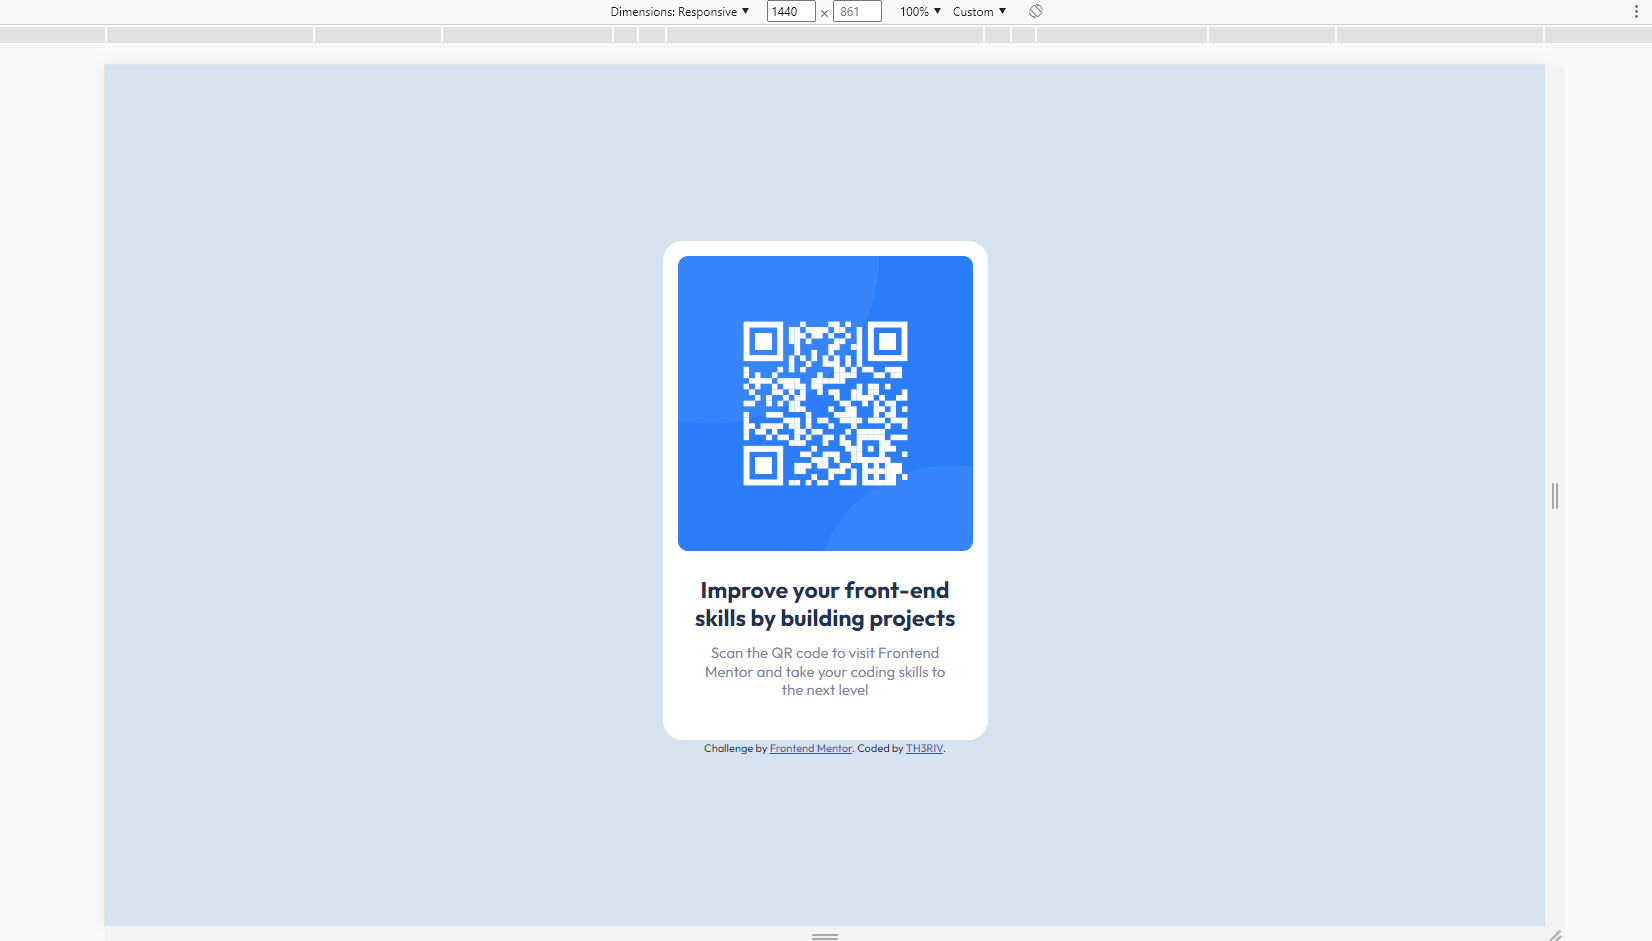 Dimensions: Responsive ▼ 1440 × 861 100% ▼ Custom ▼
Improve your front-end
skills by building projects
Scan the QR code to visit Frontend
Mentor and take your coding skills to
the next level
Challenge by Frontend Mentor. Coded by TH3RIV.